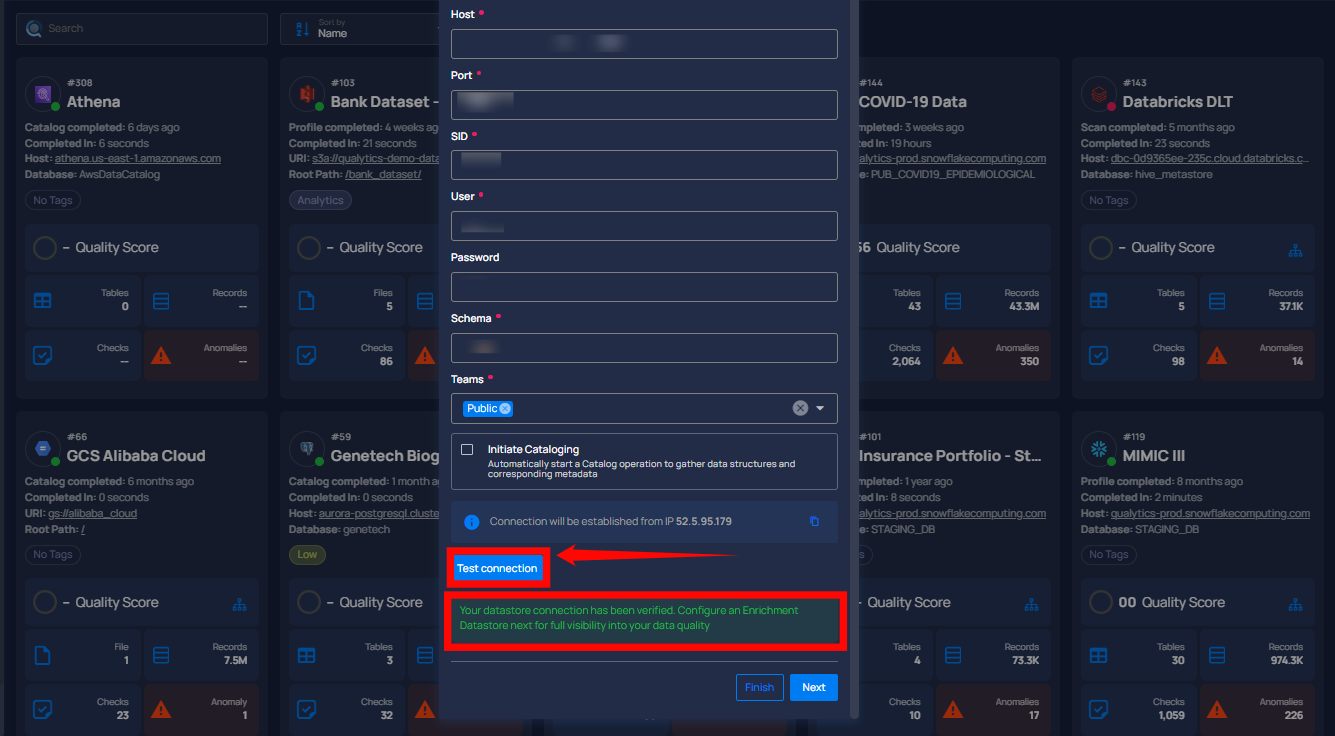 Search
Sort by
Name
#308
Athena
Catalog completed: 6 days ago
Completed In: 6 seconds
Host: athena.us-east-1.amazonaws.com
Database: AwsDataCatalog
No Tags
– Quality Score
Tables
0
Records
--
Checks
--
Anomalies
--
#103
Bank Dataset -
Profile completed: 4 weeks ag
Completed In: 21 seconds
URI: s3a://qualytics-demo-data
Root Path: /bank_dataset/
Analytics
– Quality Score
Files
5
Checks
86
Host *
Port *
SID *
User *
Password
Schema *
Teams *
Public
Initiate Cataloging
Automatically start a Catalog operation to gather data structures and
corresponding metadata
Connection will be established from IP 52.5.95.179
Test connection
Your datastore connection has been verified. Configure an Enrichment
Datastore next for full visibility into your data quality
Finish
Next
#144
COVID-19 Data
mpleted: 3 weeks ago
ed In: 19 hours
alytics-prod.snowflakecomputing.com
e: PUB_COVID19_EPIDEMIOLOGICAL
56 Quality Score
Tables
43
Records
43.3M
Checks
2,064
Anomalies
350
#143
Databricks DLT
Scan completed: 5 months ago
Completed In: 23 seconds
Host: dbc-0d9365ee-235c.cloud.databricks.c...
Database: hive_metastore
No Tags
– Quality Score
Tables
5
Records
37.1K
Checks
98
Anomalies
14
#66
GCS Alibaba Cloud
Catalog completed: 6 months ago
Completed In: 0 seconds
URI: gs://alibaba_cloud
Root Path: /
No Tags
– Quality Score
File
1
Records
7.5M
Checks
23
Anomaly
1
#59
Genetech Biog
Catalog completed: 1 month a
Completed In: 0 seconds
Host: aurora-postgresql.cluste
Database: genetech
Low
– Quality Score
Tables
3
Checks
32
#101
Insurance Portfolio - St...
ompleted: 1 year ago
ed In: 8 seconds
alytics-prod.snowflakecomputing.com
e: STAGING_DB
s
Quality Score
Tables
4
Records
73.3K
Checks
10
Anomalies
17
#119
MIMIC III
Profile completed: 8 months ago
Completed In: 2 minutes
Host: qualytics-prod.snowflakecomputing.com
Database: STAGING_DB
No Tags
00 Quality Score
Tables
30
Records
974.3K
Checks
1,059
Anomalies
226